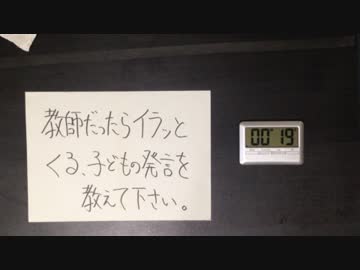 教師だったらイラッと
くる、子どもの発言を
教えて下さい。
00 19